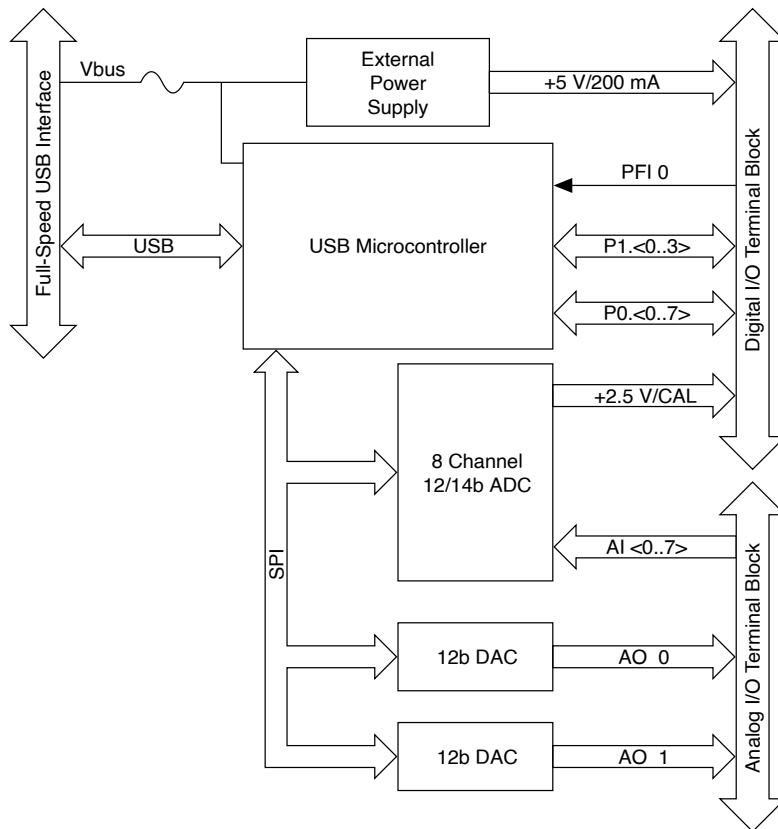 Full-Speed USB Interface
Vbus
External
Power
Supply
+5 V/200 mA
Digital I/O Terminal Block
PFI 0
USB
USB Microcontroller
P1.<0..3>
P0.<0..7>
+2.5 V/CAL
8 Channel
12/14b ADC
SPI
AI <0..7>
Analog I/O Terminal Block
12b DAC
AO 0
12b DAC
AO 1